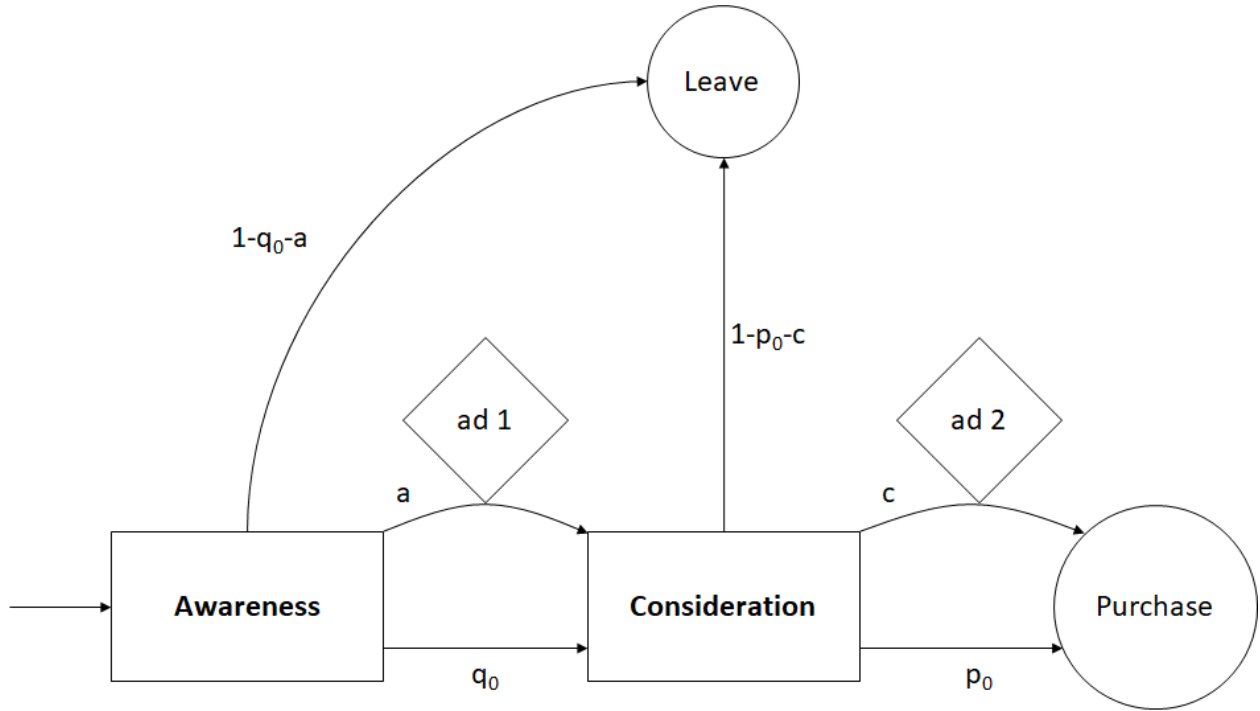 Leave
1-q₀-a
1-p₀-c
ad 1
ad 2
a
c
Awareness
Consideration
Purchase
q₀
p₀